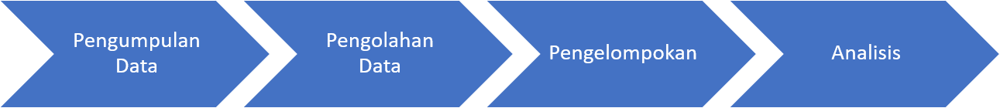 Pengumpulan
Data
Pengolahan
Data
Pengelompokan
Analisis